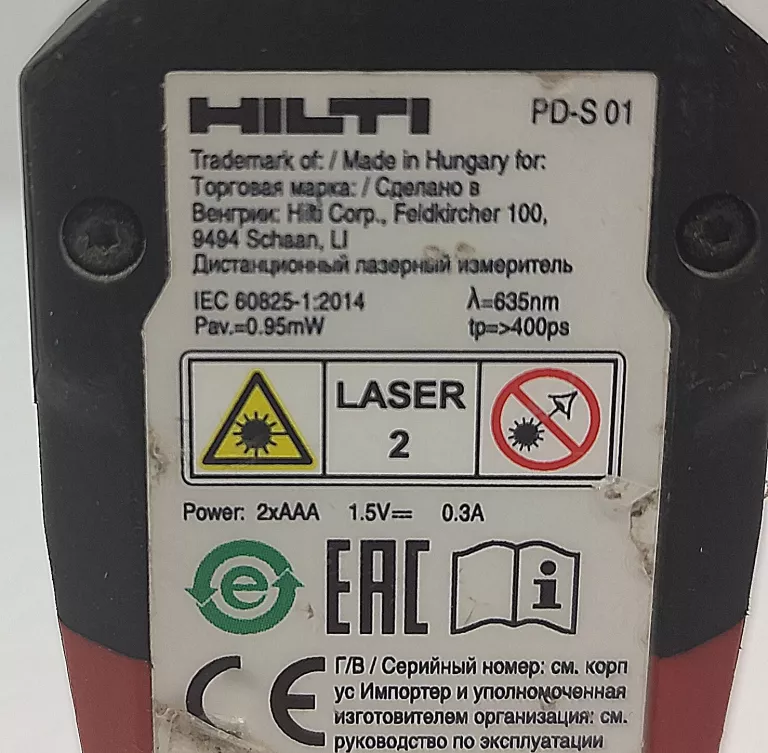 HILTI PD-S 01
Trademark of: / Made in Hungary for:
Торговая марка: / Сделано в
Венгрии: Hilti Corp., Feldkircher 100,
9494 Schaan, LI
Дистанционный лазерный измеритель
IEC 60825-1:2014 λ=635nm
Pav.=0.95mW tp=>400ps
LASER
2
Power: 2xAAA 1.5V⎓ 0.3A
e EAC i
CE Г/В / Серийный номер: см. корп
ус Импортер и уполномоченная
изготовителем организация: см.
руководство по эксплуатации